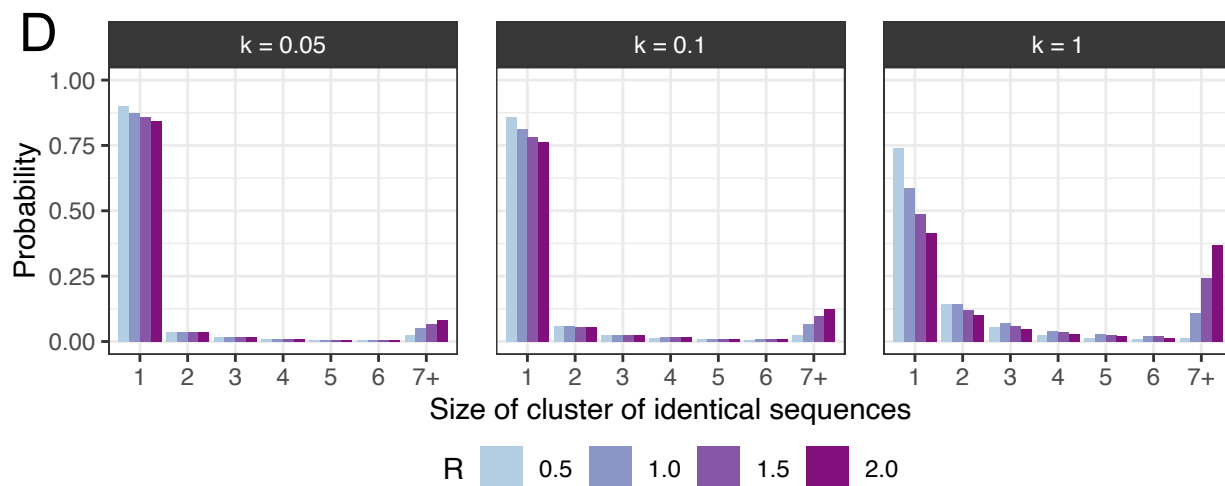 D
k = 0.05 k = 0.1 k = 1
Probability
1.00
0.75
0.50
0.25
0.00
1 2 3 4 5 6 7+ 1 2 3 4 5 6 7+ 1 2 3 4 5 6 7+
Size of cluster of identical sequences
R 0.5 1.0 1.5 2.0